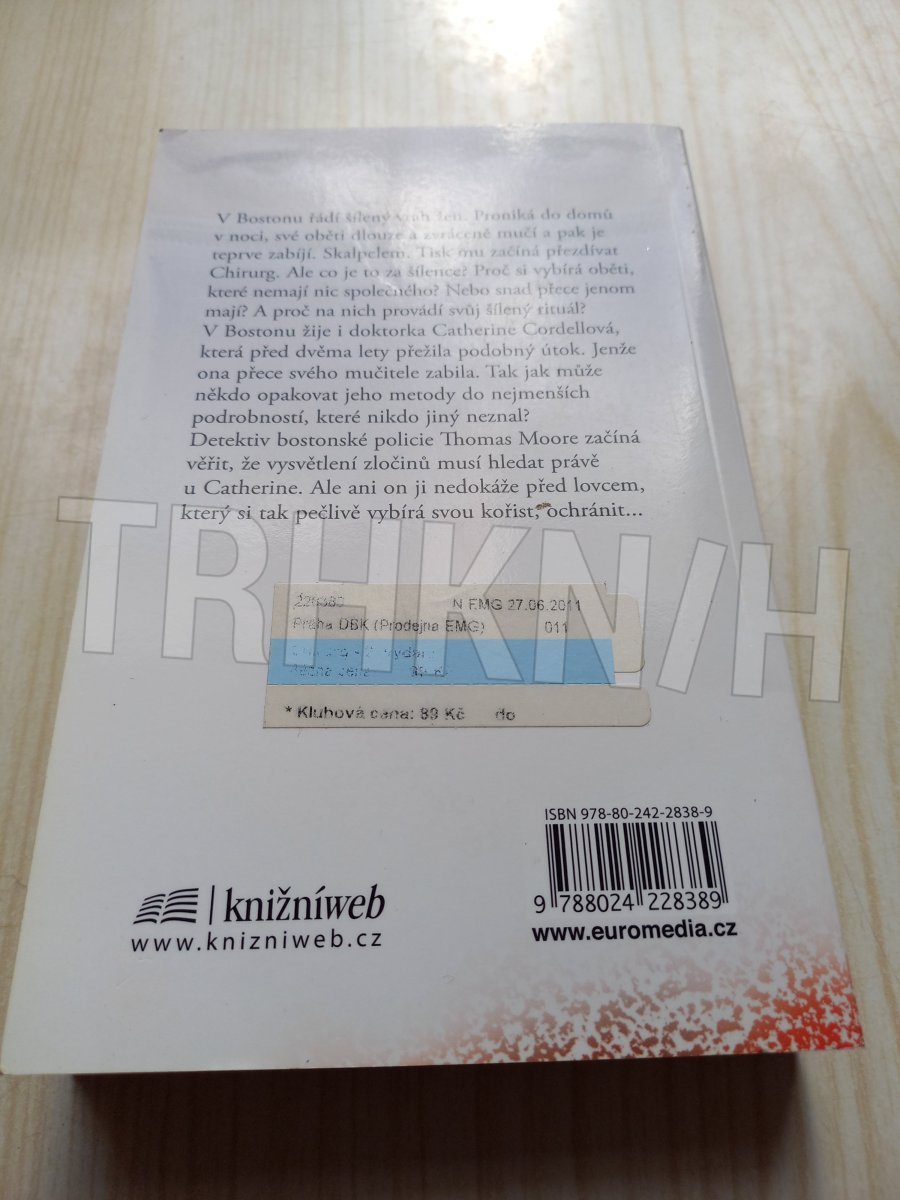 V Bostonu řádí šílený vrah žen. Proniká do domů
v noci, své oběti dlouze a zvráceně mučí a pak je
teprve zabíjí. Skalpelem. Tisk mu začíná přezdívat
Chirurg. Ale co je to za šílence? Proč si vybírá oběti,
které nemají nic společného? Nebo snad přece jenom
mají? A proč na nich provádí svůj šílený rituál?
V Bostonu žije i doktorka Catherine Cordellová,
která před dvěma lety přežila podobný útok. Jenže
ona přece svého mučitele zabila. Tak jak může
někdo opakovat jeho metody do nejmenších
podrobností, které nikdo jiný neznal?
Detektiv bostonské policie Thomas Moore začíná
věřit, že vysvětlení zločinů musí hledat právě
u Catherine. Ale ani on ji nedokáže před lovcem,
který si tak pečlivě vybírá svou kořist, ochránit...
TRHKNIH
N EMG 27.06.2011
Praha DBK (Prodejna EMG) 011
* Klubová cena: 89 Kč do
ISBN 978-80-242-2838-9
9 788024 228389
www.euromedia.cz
knižníweb
www.knizniweb.cz